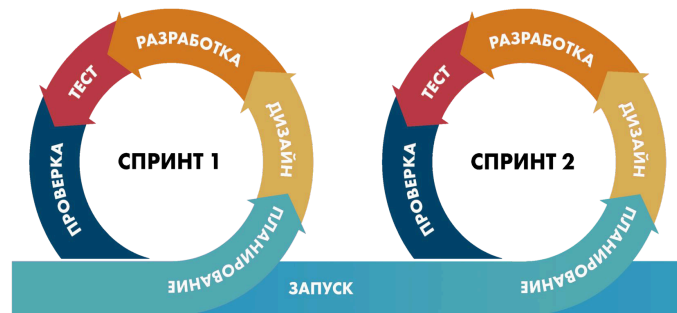 СПРИНТ 1
ПЛАНИРОВАНИЕ
ДИЗАЙН
РАЗРАБОТКА
ТЕСТ
ПРОВЕРКА
ЗАПУСК
СПРИНТ 2
ПЛАНИРОВАНИЕ
ДИЗАЙН
РАЗРАБОТКА
ТЕСТ
ПРОВЕРКА